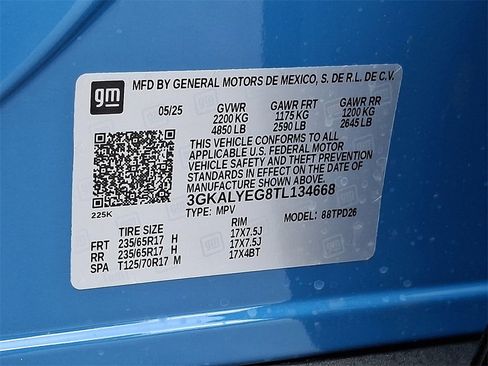 gm
MFD BY GENERAL MOTORS DE MEXICO, S. DE R.L. DE C.V.
05/25 GVWR GAWR FRT GAWR RR
2200 KG 1175 KG 1200 KG
4850 LB 2590 LB 2645 LB
THIS VEHICLE CONFORMS TO ALL
APPLICABLE U.S. FEDERAL MOTOR
VEHICLE SAFETY AND THEFT PREVENTION
STANDARDS IN EFFECT ON THE DATE OF
MANUFACTURE SHOWN ABOVE.
3GKALYEG8TL134668
225K TYPE: MPV MODEL: 88TPD26
TIRE SIZE RIM
FRT 235/65R17 H 17X7.5J
RR 235/65R17 H 17X7.5J
SPA T125/70R17 M 17X4BT